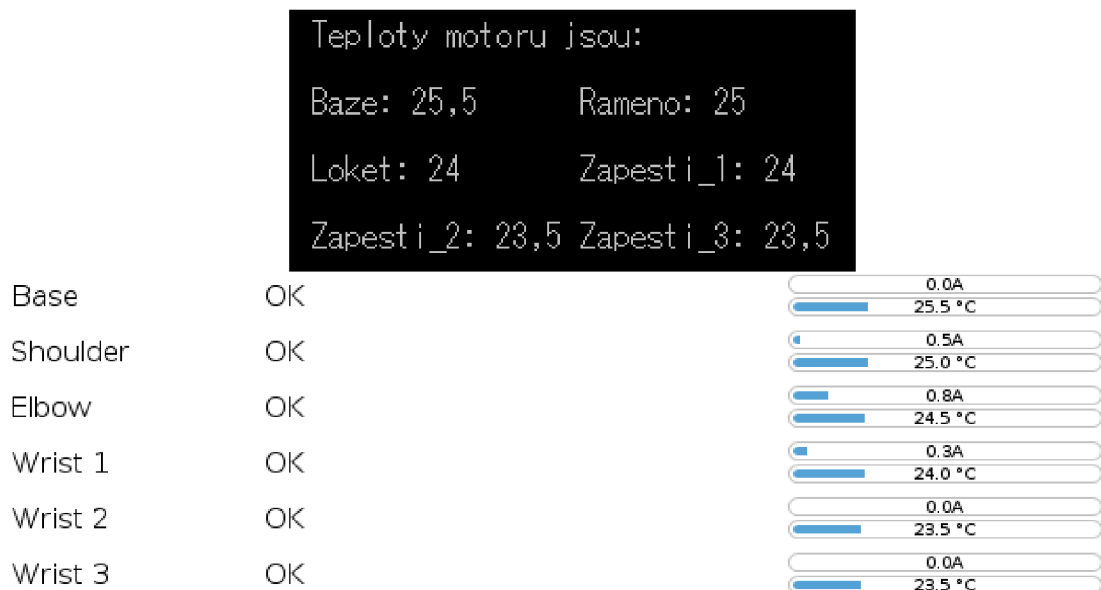 Teploty motoru jsou:
Baze: 25,5 Rameno: 25
Loket: 24 Zapesti_1: 24
Zapesti_2: 23,5 Zapesti_3: 23,5
Base OK 0.0A
25.5 °C
Shoulder OK 0.5A
25.0 °C
Elbow OK 0.8A
24.5 °C
Wrist 1 OK 0.3A
24.0 °C
Wrist 2 OK 0.0A
23.5 °C
Wrist 3 OK 0.0A
23.5 °C